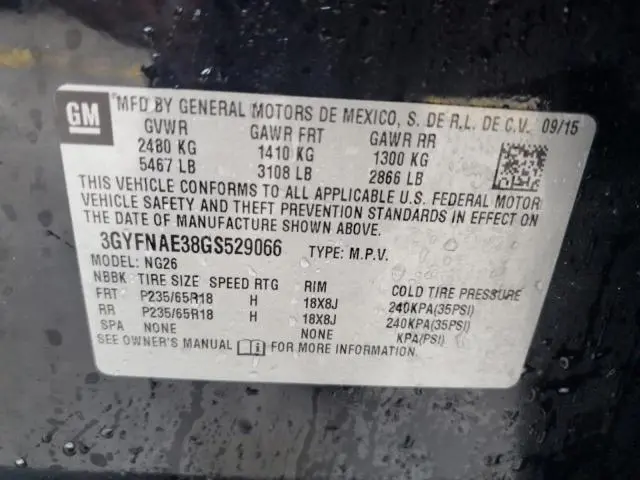 GM
MFD BY GENERAL MOTORS DE MEXICO, S. DE R.L. DE C.V. 09/15
GVWR GAWR FRT GAWR RR
2480 KG 1410 KG 1300 KG
5467 LB 3108 LB 2866 LB
THIS VEHICLE CONFORMS TO ALL APPLICABLE U.S. FEDERAL MOTOR
VEHICLE SAFETY AND THEFT PREVENTION STANDARDS IN EFFECT ON
THE DATE OF MANUFACTURE SHOWN ABOVE.
3GYFNAE38GS529066 TYPE: M.P.V.
MODEL: NG26
NBBK TIRE SIZE SPEED RTG RIM COLD TIRE PRESSURE
FRT P235/65R18 H 18X8J 240KPA(35PSI)
RR P235/65R18 H 18X8J 240KPA(35PSI)
SPA NONE NONE KPA(PSI)
SEE OWNER'S MANUAL FOR MORE INFORMATION.